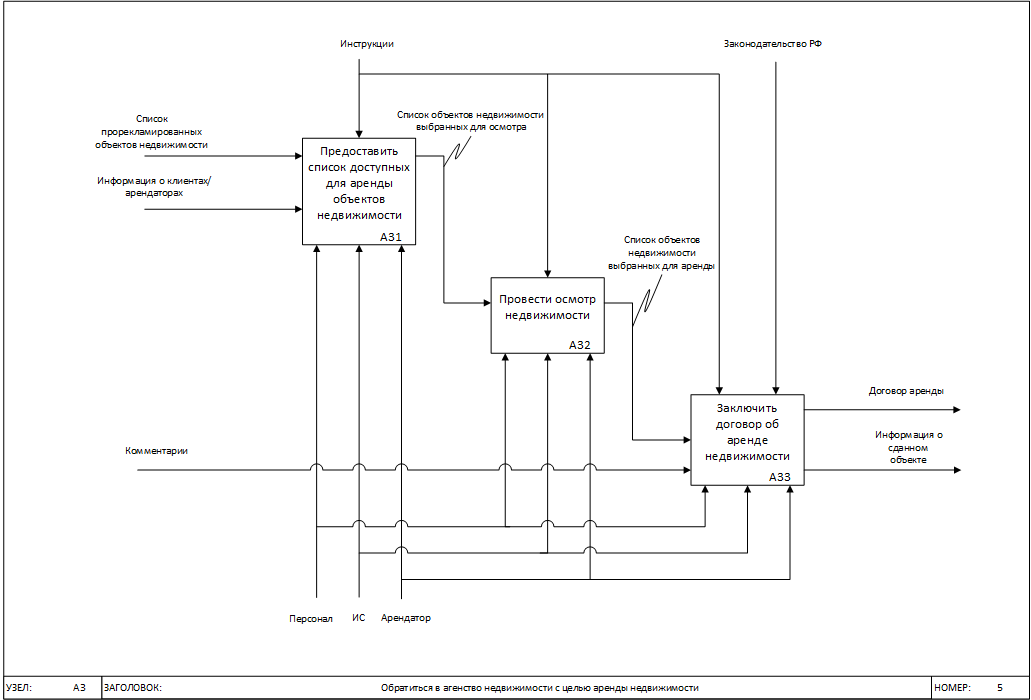 Инструкции
Законодательство РФ
Список
прорекламированных
объектов недвижимости
Список объектов недвижимости
выбранных для осмотра
Предоставить
список доступных
для аренды
объектов
недвижимости
А31
Информация о клиентах/
арендаторах
Список объектов
недвижимости
выбранных для аренды
Провести осмотр
недвижимости
А32
Заключить
договор об
аренде
недвижимости
А33
Договор аренды
Информация о
сданном
объекте
Комментарии
Персонал
ИС
Арендатор
УЗЕЛ: А3
ЗАГОЛОВОК: Обратиться в агенство недвижимости с целью аренды недвижимости
НОМЕР: 5